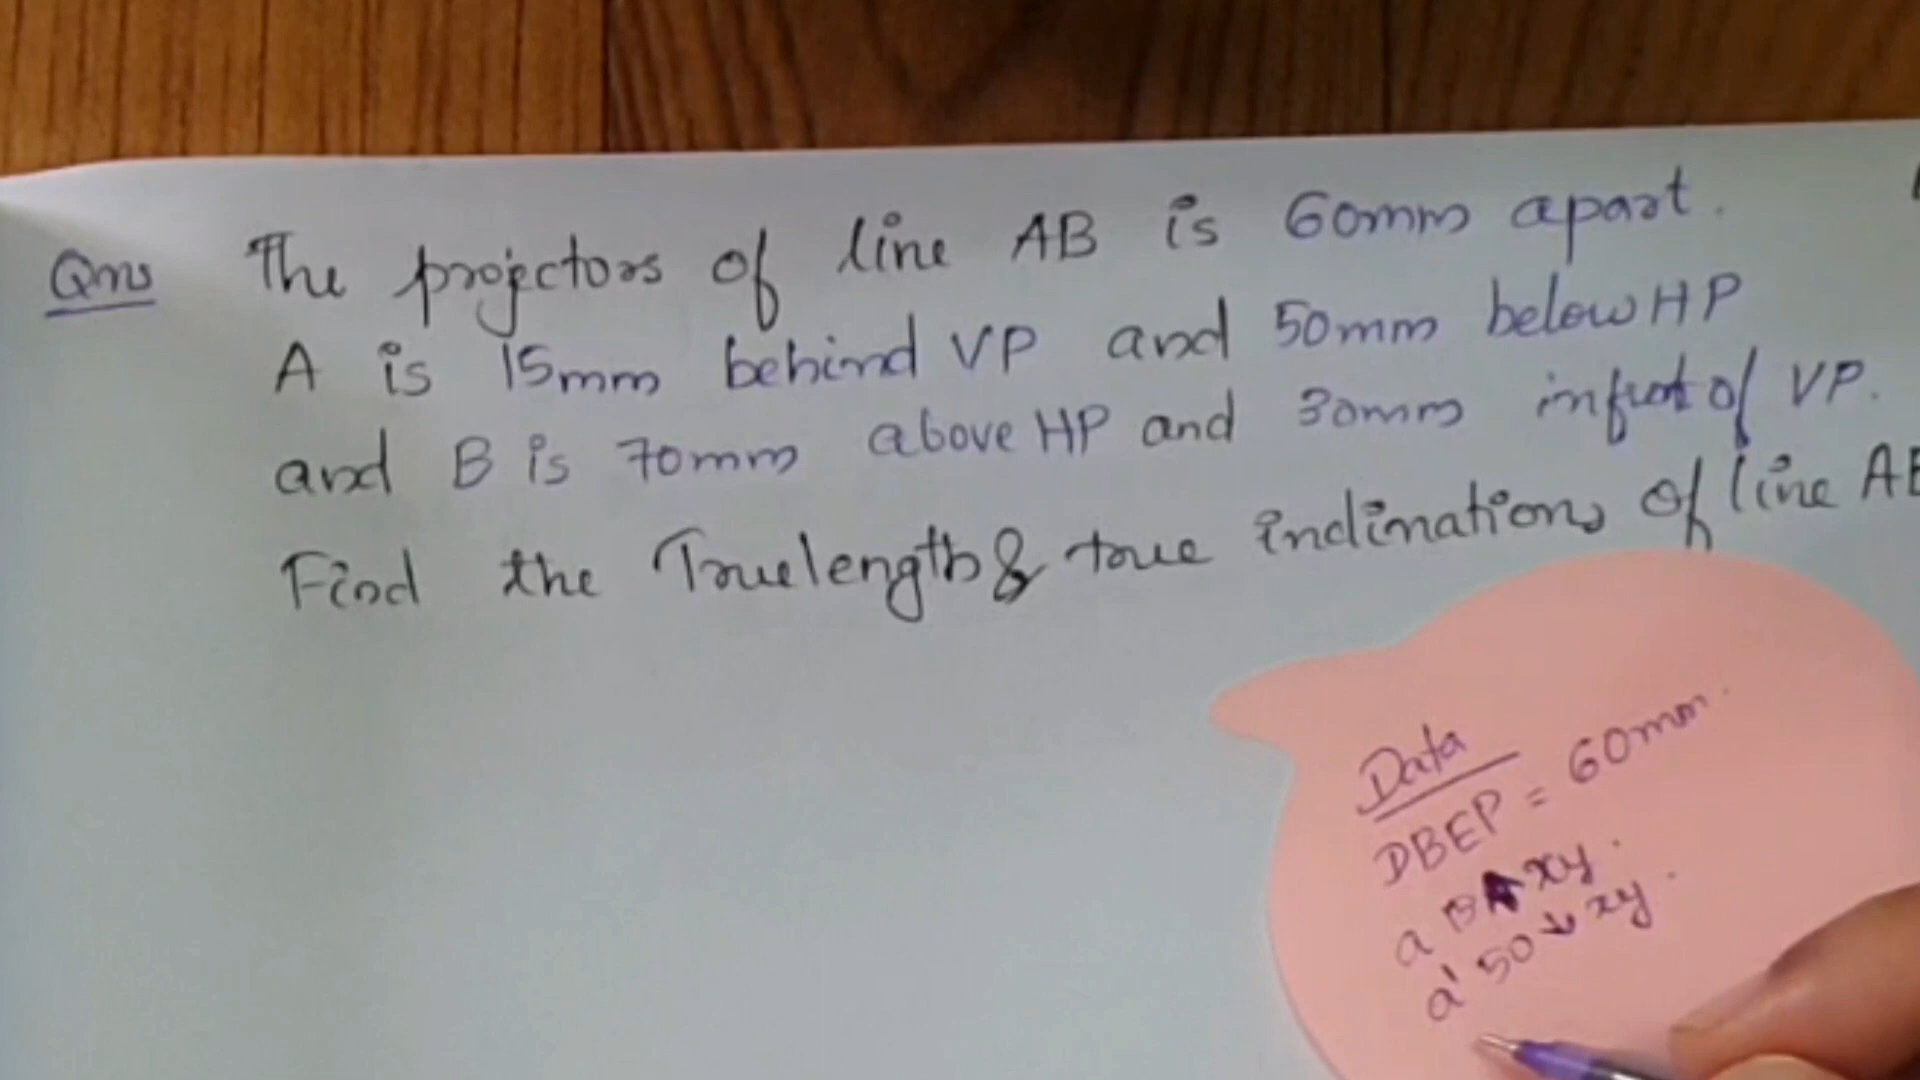 Qns The projectors of line AB is 60mm apart.
A is 15mm behind VP and 50mm below HP
and B is 70mm above HP and 30mm infront of VP.
Find the True length & true inclinations of line AB
Data
DBEP = 60mm.
a 15 ↑ xy.
a' 50 ↓ xy.